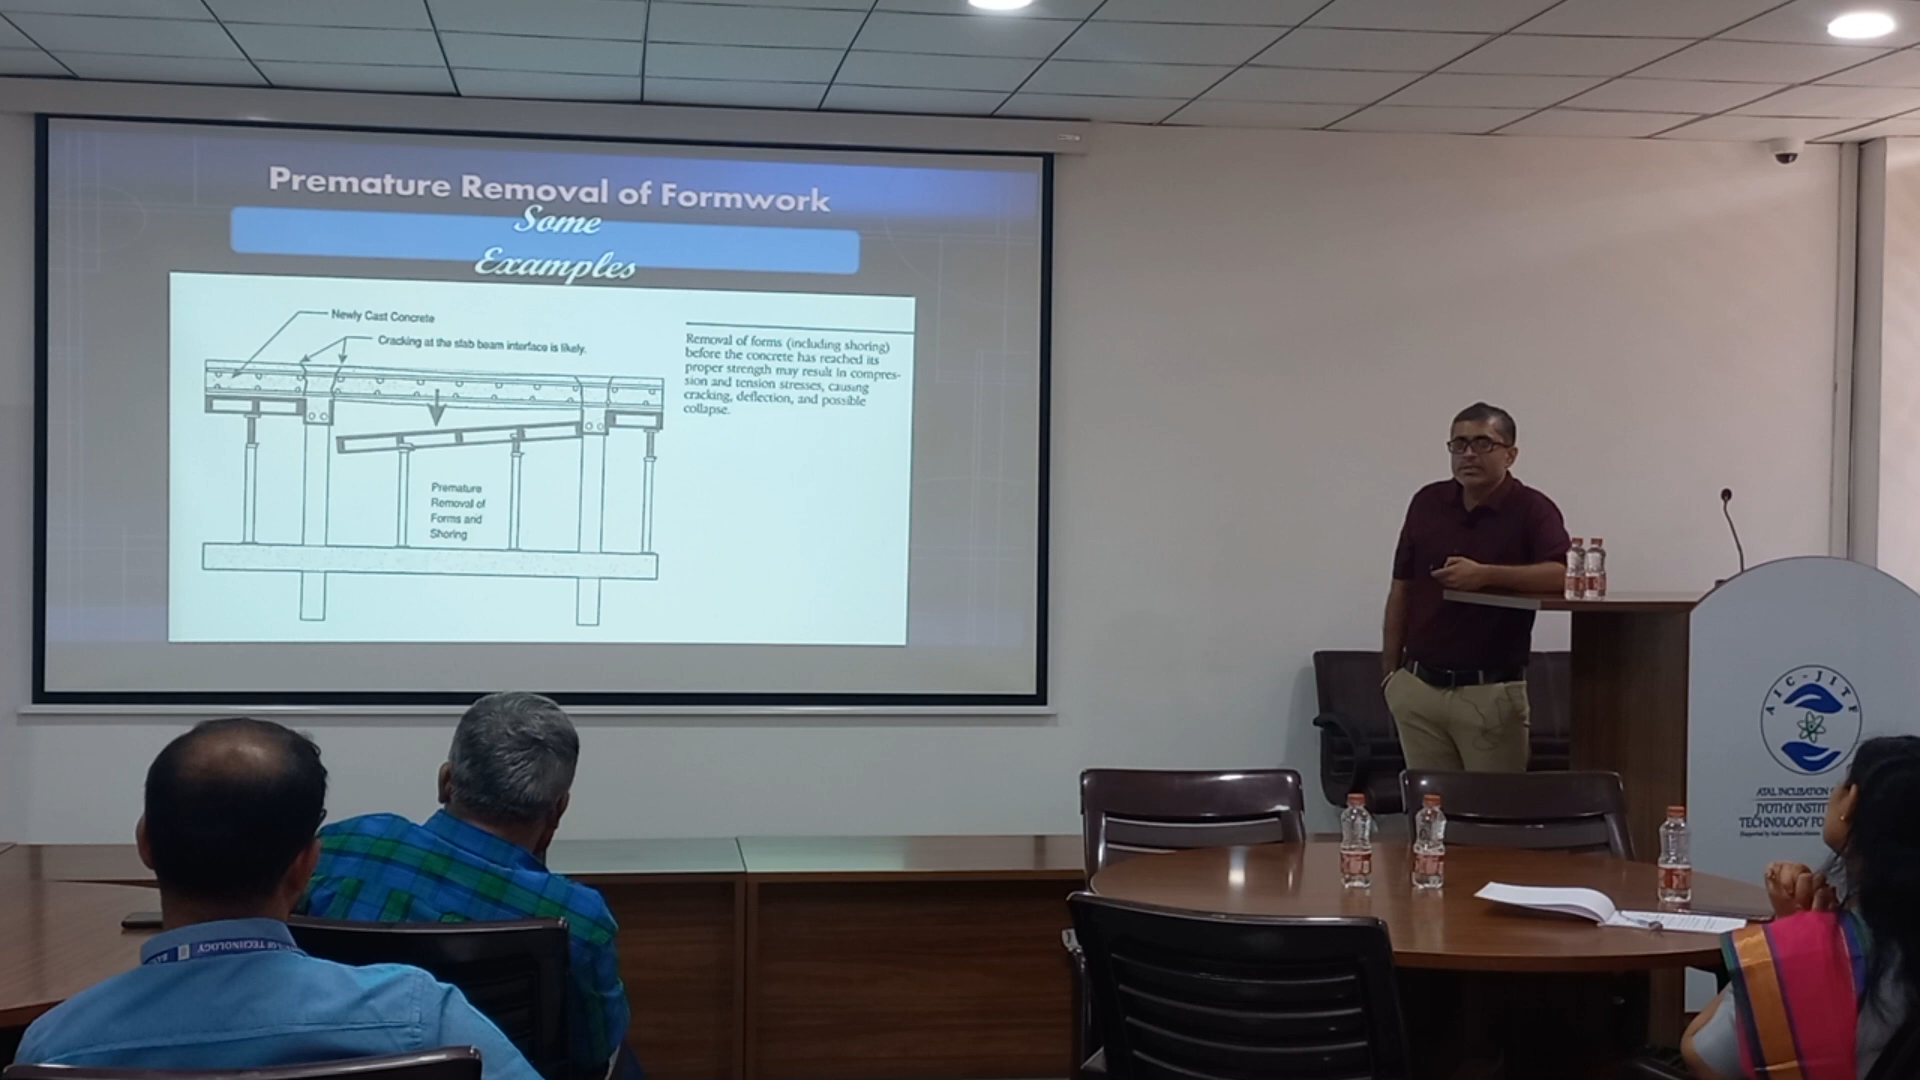 Premature Removal of Formwork
Some
Examples
Newly Cast Concrete
Cracking at the slab beam interface is likely.
Removal of forms (including shoring)
before the concrete has reached its
proper strength may result in compres-
sion and tension stresses, causing
cracking, deflection, and possible
collapse.
Premature
Removal of
Forms and
Shoring
AIC-JITF
ATAL INCUBATION
JYOTHY INSTIT
TECHNOLOGY FO
OF TECHNOLOGY